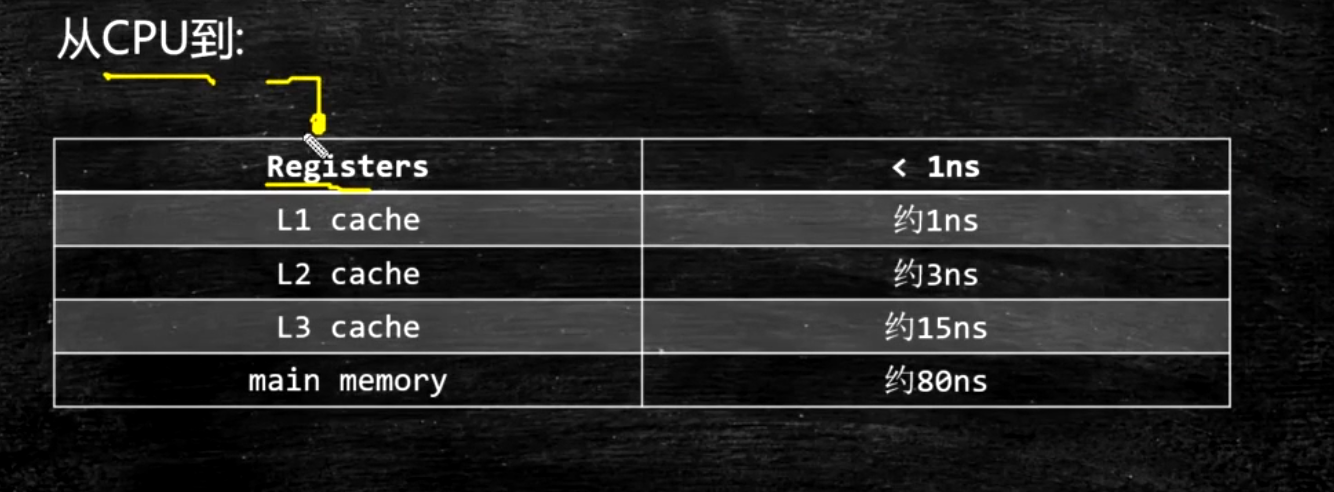 从CPU到:
Registers < 1ns
L1 cache 约1ns
L2 cache 约3ns
L3 cache 约15ns
main memory 约80ns